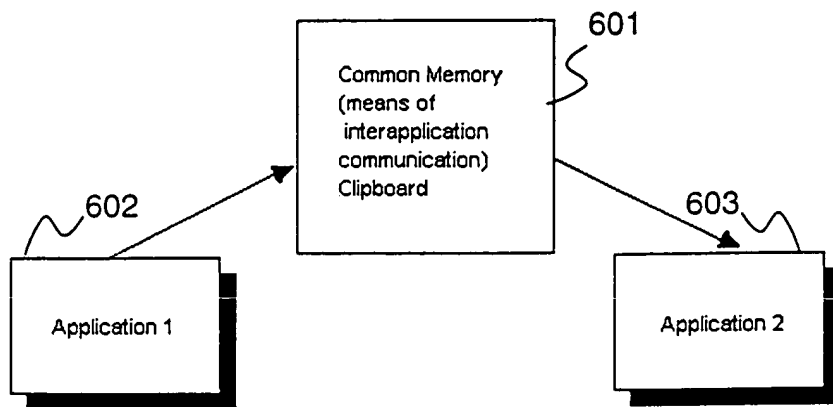 601
Common Memory
(means of
interapplication
communication)
Clipboard
602
603
Application 1
Application 2